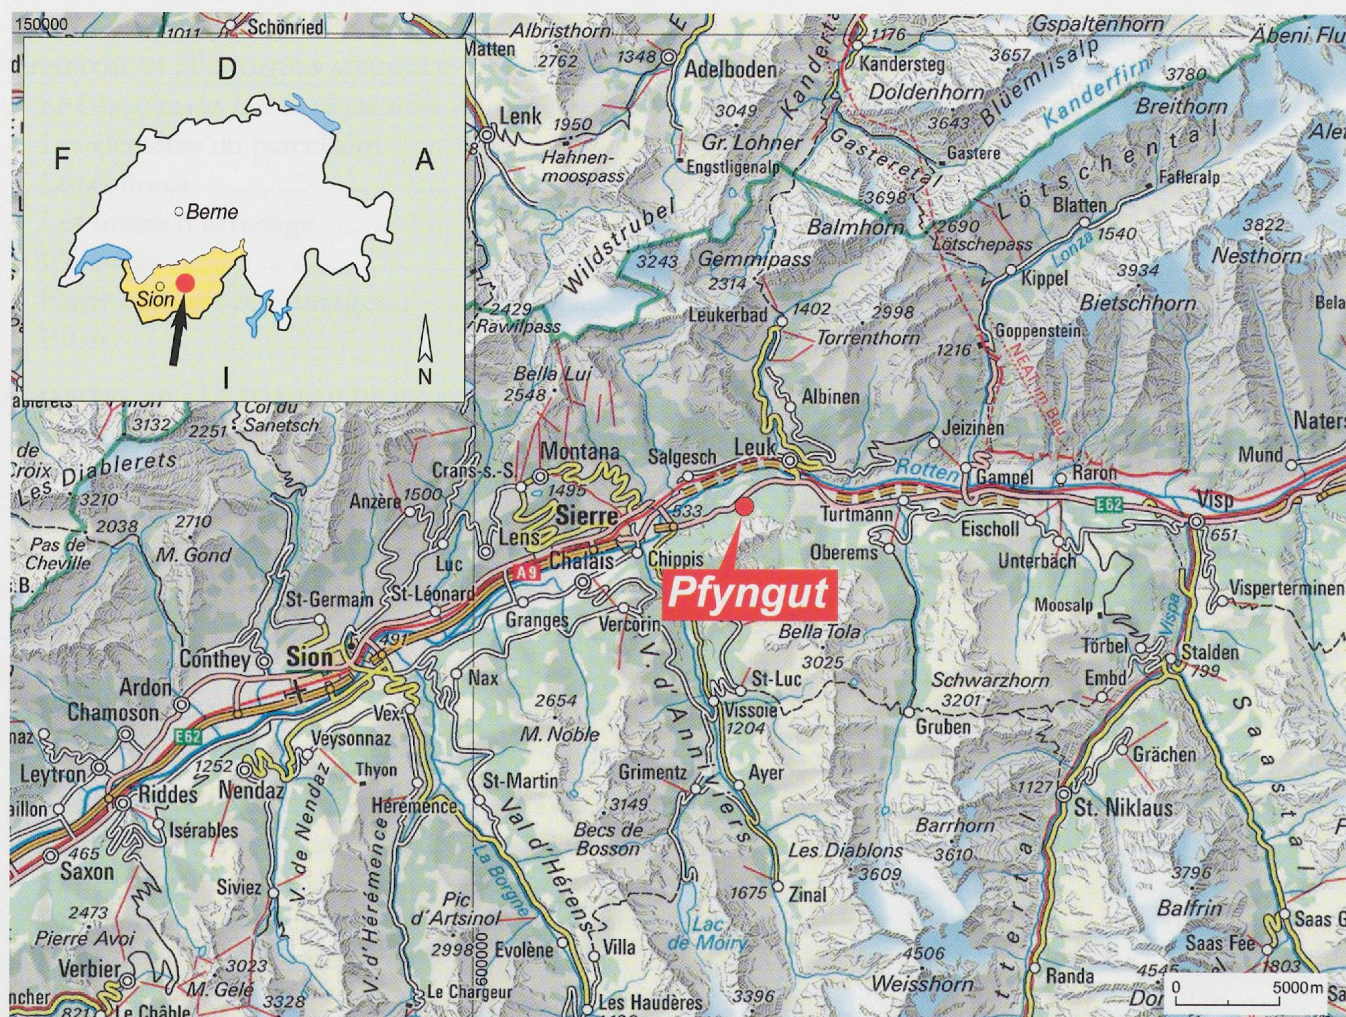 150000
1011
Schönried
D
F
A
Berne
Sion
I
N
Matten
Albristhorn
2762
1348
Adelboden
1176
Kandersteg
Gspaltenhorn
3657
Blüemlisalp
Kanderfirn
3780
Breithorn
Doldenhorn
3643
Lenk
1950
Hahnen-
moospass
3049
Gr. Lohner
Engstligenalp
Gasteretal
Gastere
Lötschental
Fafleralp
Blatten
1540
3698
Balmhorn
2690
Lötschepass
Lonza
Kippel
3822
Nesthorn
3934
Bietschhorn
Wildstrubel
3243
Gemmipass
2314
2429
Rawilpass
Leukerbad
1402
2998
Torrenthorn
Goppenstein
1216
NEAT im Bau
Bella Lui
2548
Albinen
Col du
Sanetsch
3132
2251
Les Diablerets
3210
2038
2710
M. Gond
Pas de
Cheville
Crans-s.-S.
Montana
1495
Anzère
1500
Salgesch
Leuk
Jeizinen
Rotten
Gampel
Raron
Mund
Naters
Visp
651
E62
Sierre
533
Turtmann
Eischoll
Unterbäch
Oberems
Lens
Luc
Chalais
Chippis
A9
Pfyngut
St-Germain
St-Léonard
Granges
Vercorin
Bella Tola
3025
Moosalp
Törbel
Vispa
Visperterminen
Stalden
799
Embd
Conthey
Sion
491
Nax
St-Luc
Vissoie
1204
Schwarzhorn
3201
Gruben
Ardon
Chamoson
E62
Vex
2654
M. Noble
V. d'Anniviers
Veysonnaz
1252
Nendaz
Thyon
St-Martin
Grimentz
Ayer
Grächen
1127
St. Niklaus
Saastal
Leytron
Riddes
Isérables
Hérémence
3149
Becs de
Bosson
Les Diablons
3609
Barrhorn
3610
465
Saxon
Siviez
V. de Nendaz
V. d'Hérémence
La Borgne
Val d'Hérens
1675
Zinal
3796
Balfrin
2473
Pierre Avoi
Pic
d'Artsinol
2998
Lac
de Moiry
Evolène
Villa
4506
Weisshorn
Saas Fee
1803
Verbier
3023
M. Gelé
3328
600000
Le Chargeur
Les Haudères
3396
Randa
4545
821
Le Châble
0
5000m